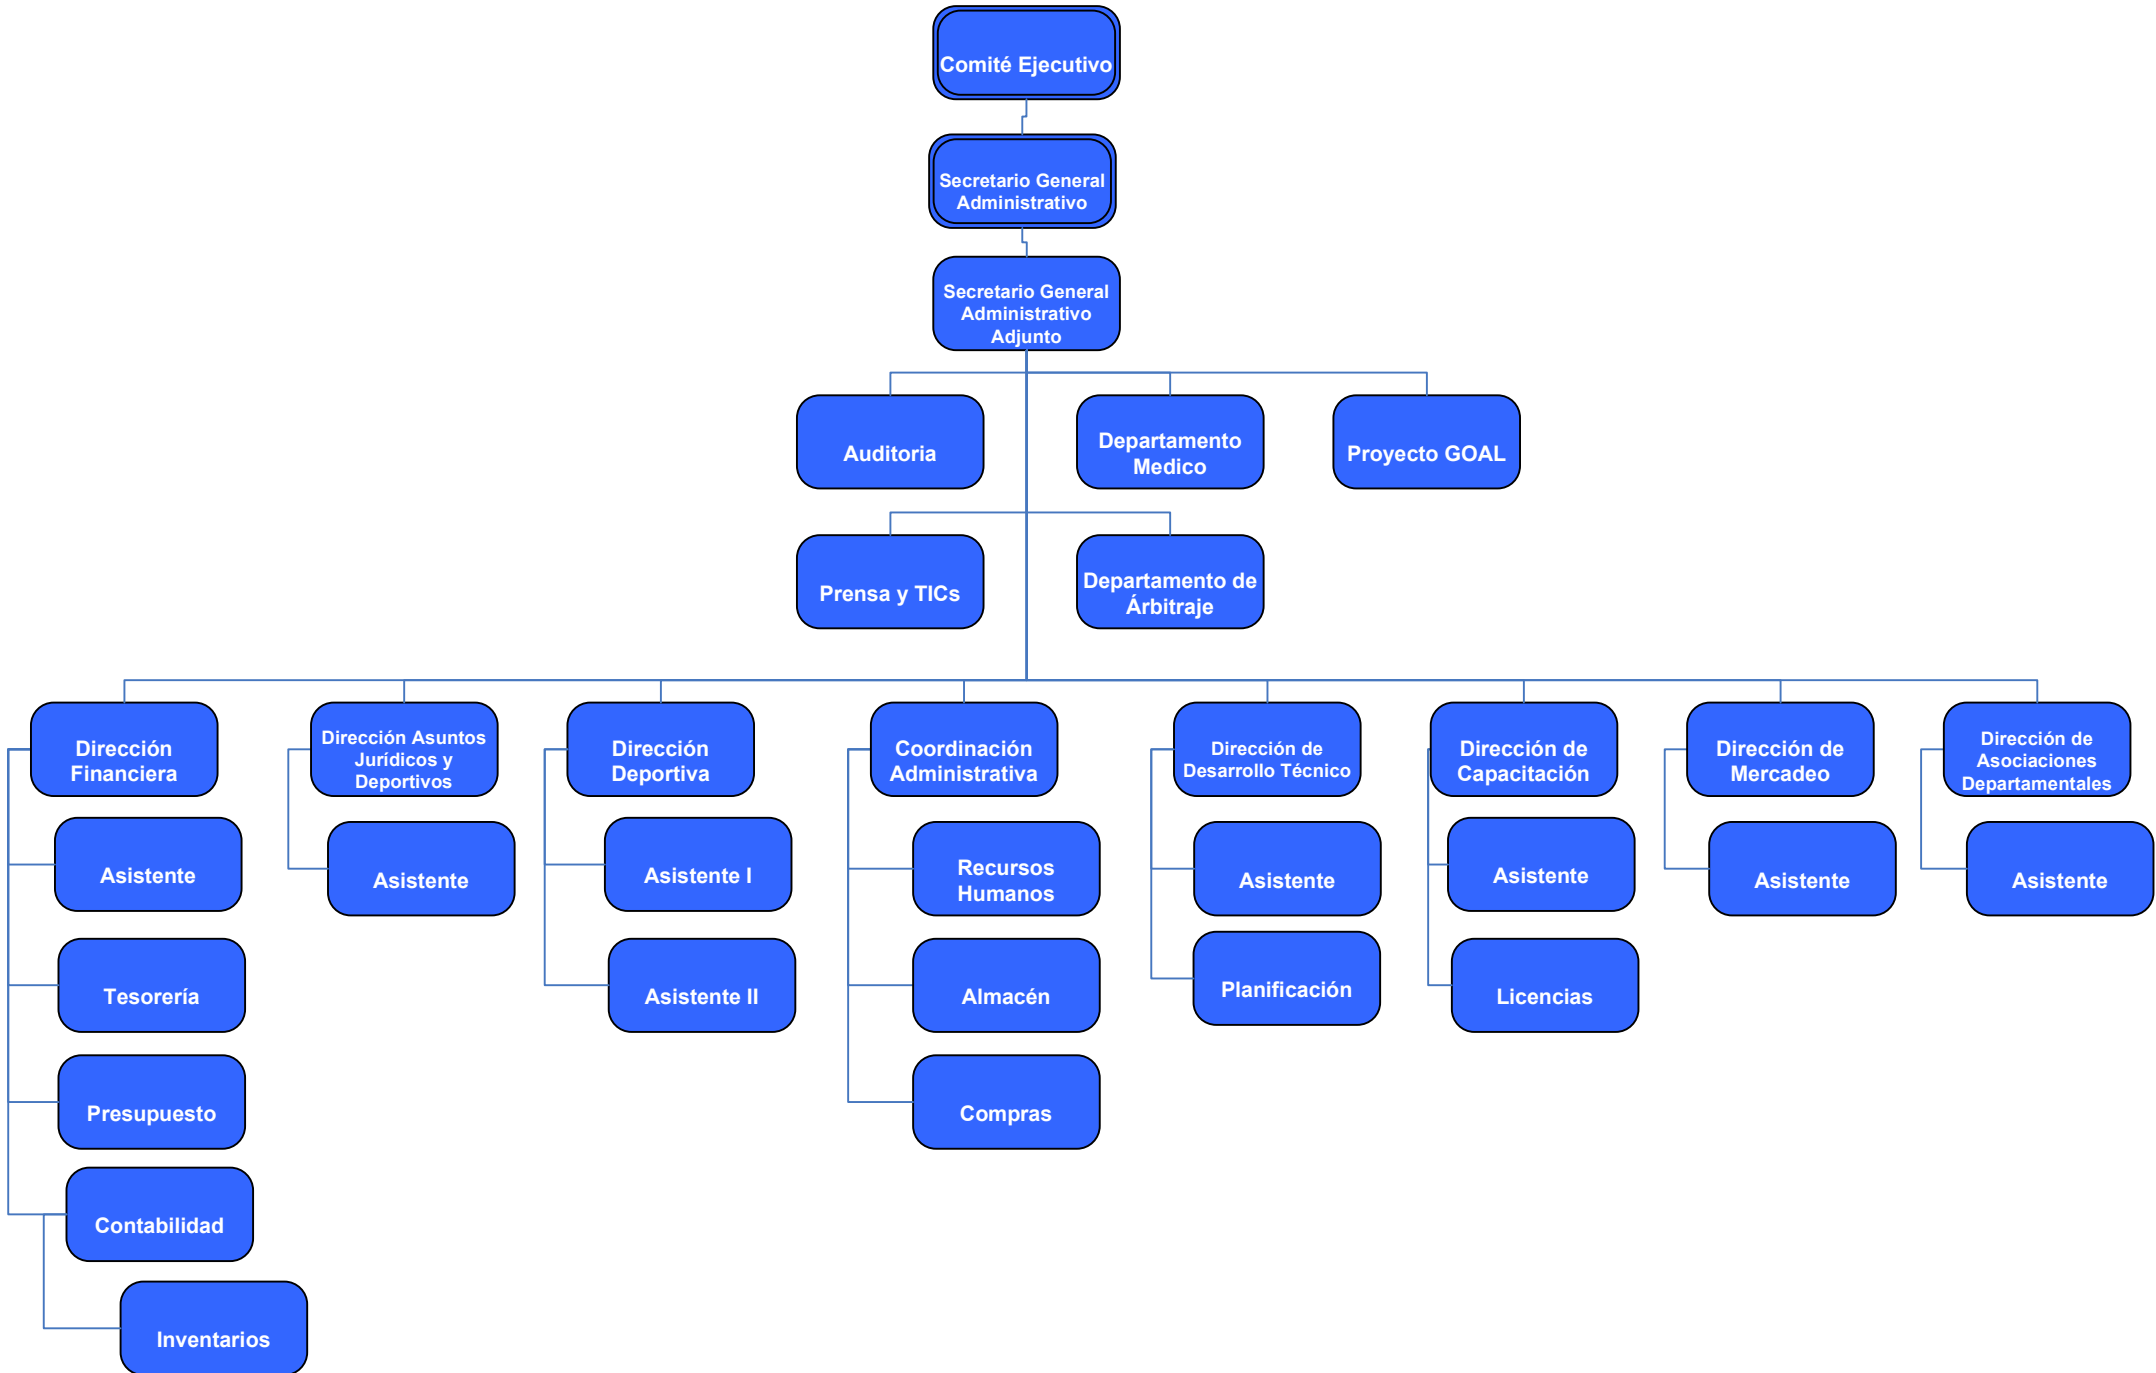 Comité Ejecutivo
Secretario General
Administrativo
Secretario General
Administrativo
Adjunto
Auditoria
Departamento
Medico
Proyecto GOAL
Prensa y TICs
Departamento de
Árbitraje
Dirección
Financiera
Dirección Asuntos
Jurídicos y
Deportivos
Dirección
Deportiva
Coordinación
Administrativa
Dirección de
Desarrollo Técnico
Dirección de
Capacitación
Dirección de
Mercadeo
Dirección de
Asociaciones
Departamentales
Asistente
Asistente
Asistente I
Recursos
Humanos
Asistente
Asistente
Asistente
Asistente
Tesorería
Asistente II
Almacén
Planificación
Licencias
Presupuesto
Compras
Contabilidad
Inventarios